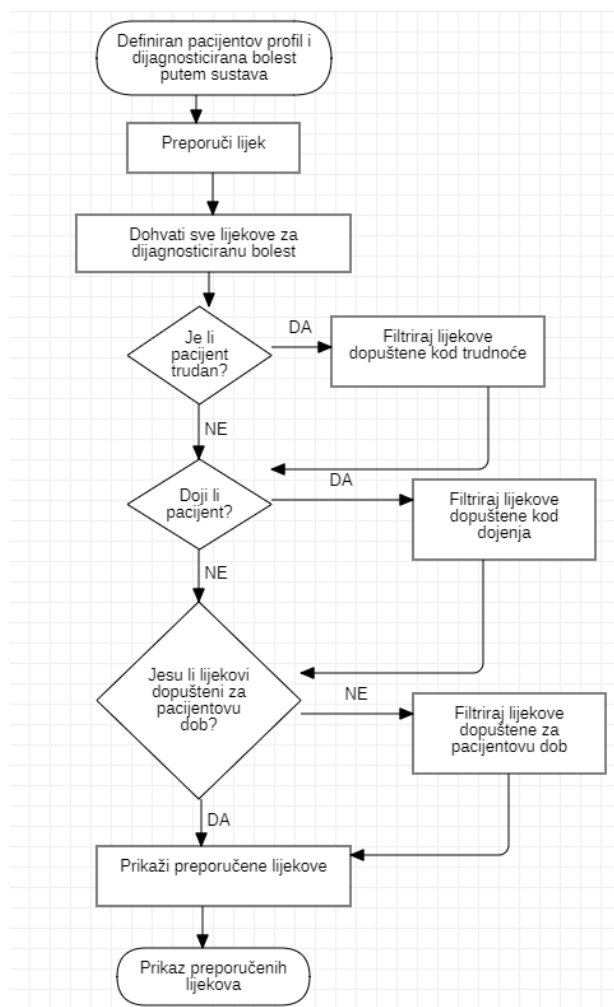 Definiran pacijentov profil i
dijagnosticirana bolest
putem sustava
Preporuči lijek
Dohvati sve lijekove za
dijagnosticiranu bolest
Je li
pacijent
trudan?
DA
Filtriraj lijekove
dopuštene kod trudnoće
NE
Doji li
pacijent?
DA
Filtriraj lijekove
dopuštene kod
dojenja
NE
Jesu li lijekovi
dopušteni za
pacijentovu
dob?
NE
Filtriraj lijekove
dopuštene za
pacijentovu dob
DA
Prikaži preporučene lijekove
Prikaz preporučenih
lijekova